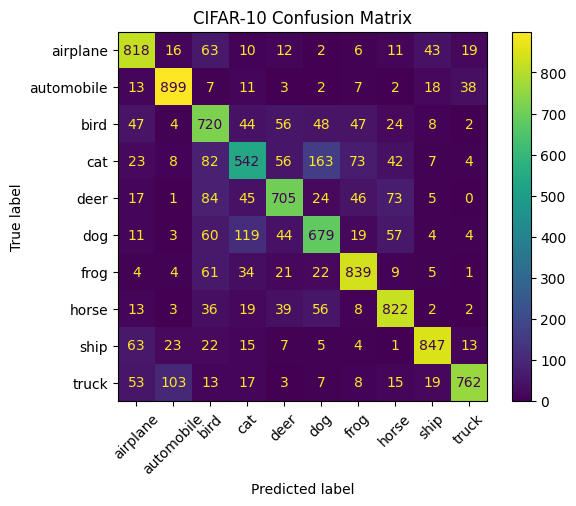 CIFAR-10 Confusion Matrix
True label
airplane 818 16 63 10 12 2 6 11 43 19
automobile 13 899 7 11 3 2 7 2 18 38
bird 47 4 720 44 56 48 47 24 8 2
cat 23 8 82 542 56 163 73 42 7 4
deer 17 1 84 45 705 24 46 73 5 0
dog 11 3 60 119 44 679 19 57 4 4
frog 4 4 61 34 21 22 839 9 5 1
horse 13 3 36 19 39 56 8 822 2 2
ship 63 23 22 15 7 5 4 1 847 13
truck 53 103 13 17 3 7 8 15 19 762
airplane automobile bird cat deer dog frog horse ship truck
Predicted label
800
700
600
500
400
300
200
100
0